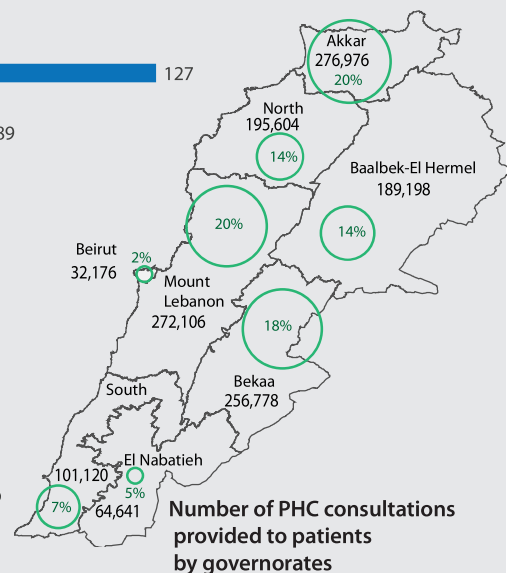 127
89
Akkar
276,976
20%
North
195,604
14%
Baalbek-El Hermel
189,198
14%
20%
Beirut
32,176
2%
Mount
Lebanon
272,106
18%
Bekaa
256,778
South
101,120
7%
El Nabatieh
5%
64,641
Number of PHC consultations
provided to patients
by governorates